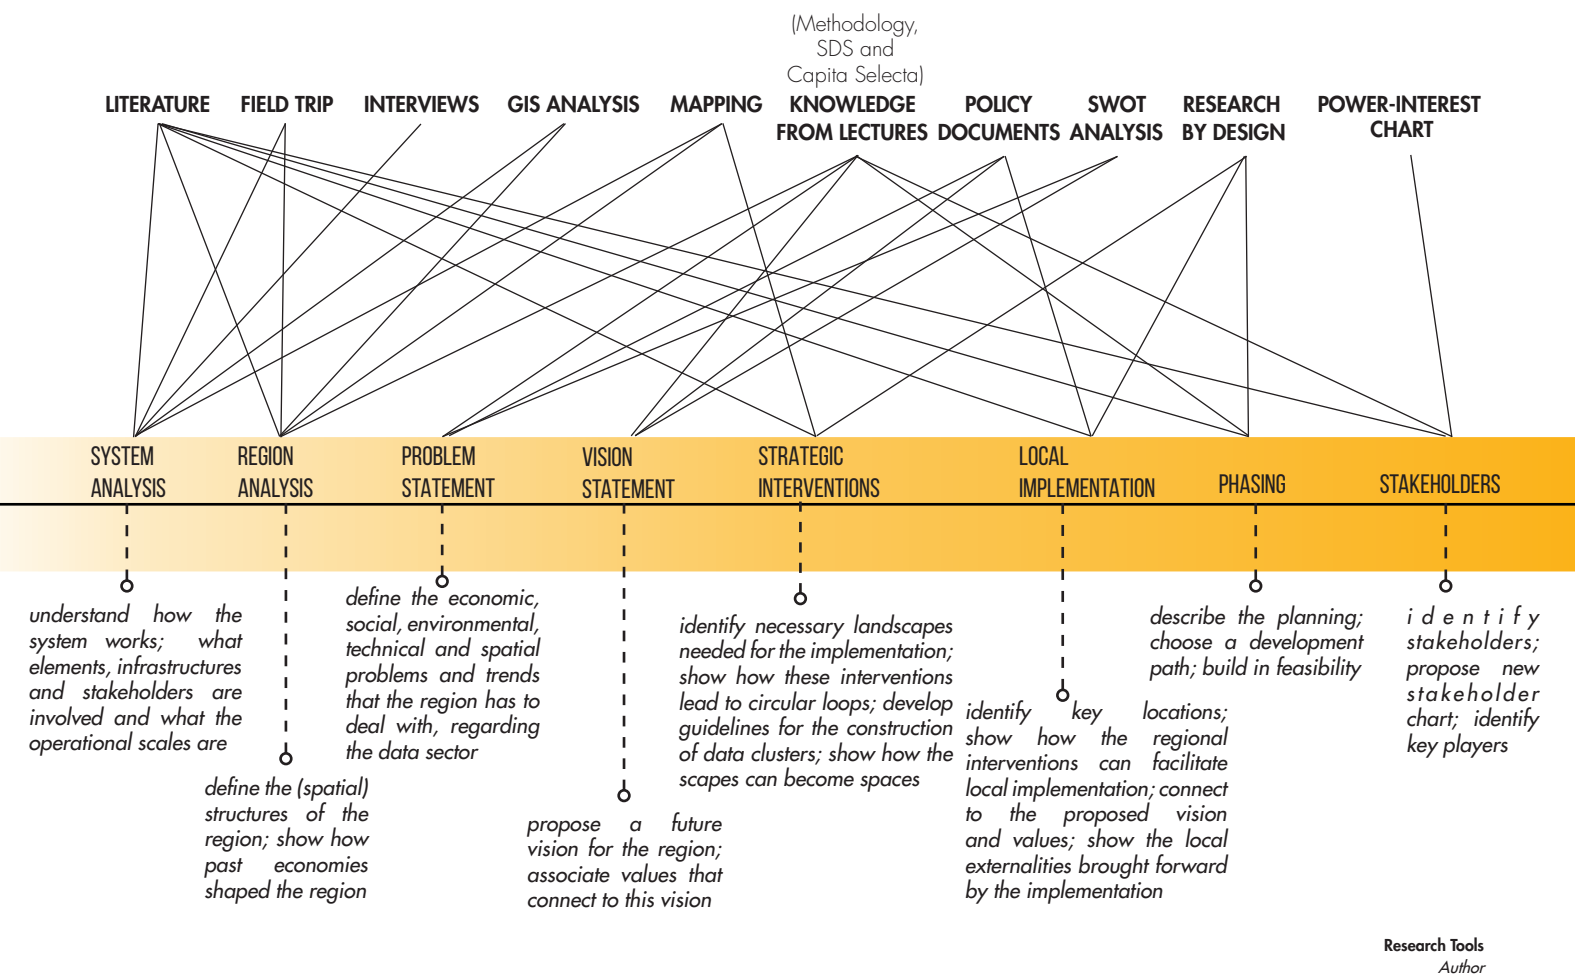 (Methodology,
SDS and
Capita Selecta)
LITERATURE
FIELD TRIP
INTERVIEWS
GIS ANALYSIS
MAPPING
KNOWLEDGE
FROM LECTURES
POLICY
DOCUMENTS
SWOT
ANALYSIS
RESEARCH
BY DESIGN
POWER-INTEREST
CHART
SYSTEM
ANALYSIS
REGION
ANALYSIS
PROBLEM
STATEMENT
VISION
STATEMENT
STRATEGIC
INTERVENTIONS
LOCAL
IMPLEMENTATION
PHASING
STAKEHOLDERS
understand how the
system works; what
elements, infrastructures
and stakeholders are
involved and what the
operational scales are
define the (spatial)
structures of the
region; show how
past economies
shaped the region
define the economic,
social, environmental,
technical and spatial
problems and trends
that the region has to
deal with, regarding
the data sector
propose a future
vision for the region;
associate values that
connect to this vision
identify necessary landscapes
needed for the implementation;
show how these interventions
lead to circular loops; develop
guidelines for the construction
of data clusters; show how the
scapes can become spaces
identify key locations;
show how the regional
interventions can facilitate
local implementation; connect
to the proposed vision
and values; show the local
externalities brought forward
by the implementation
describe the planning;
choose a development
path; build in feasibility
identify
stakeholders;
propose new
stakeholder
chart; identify
key players
Research Tools
Author